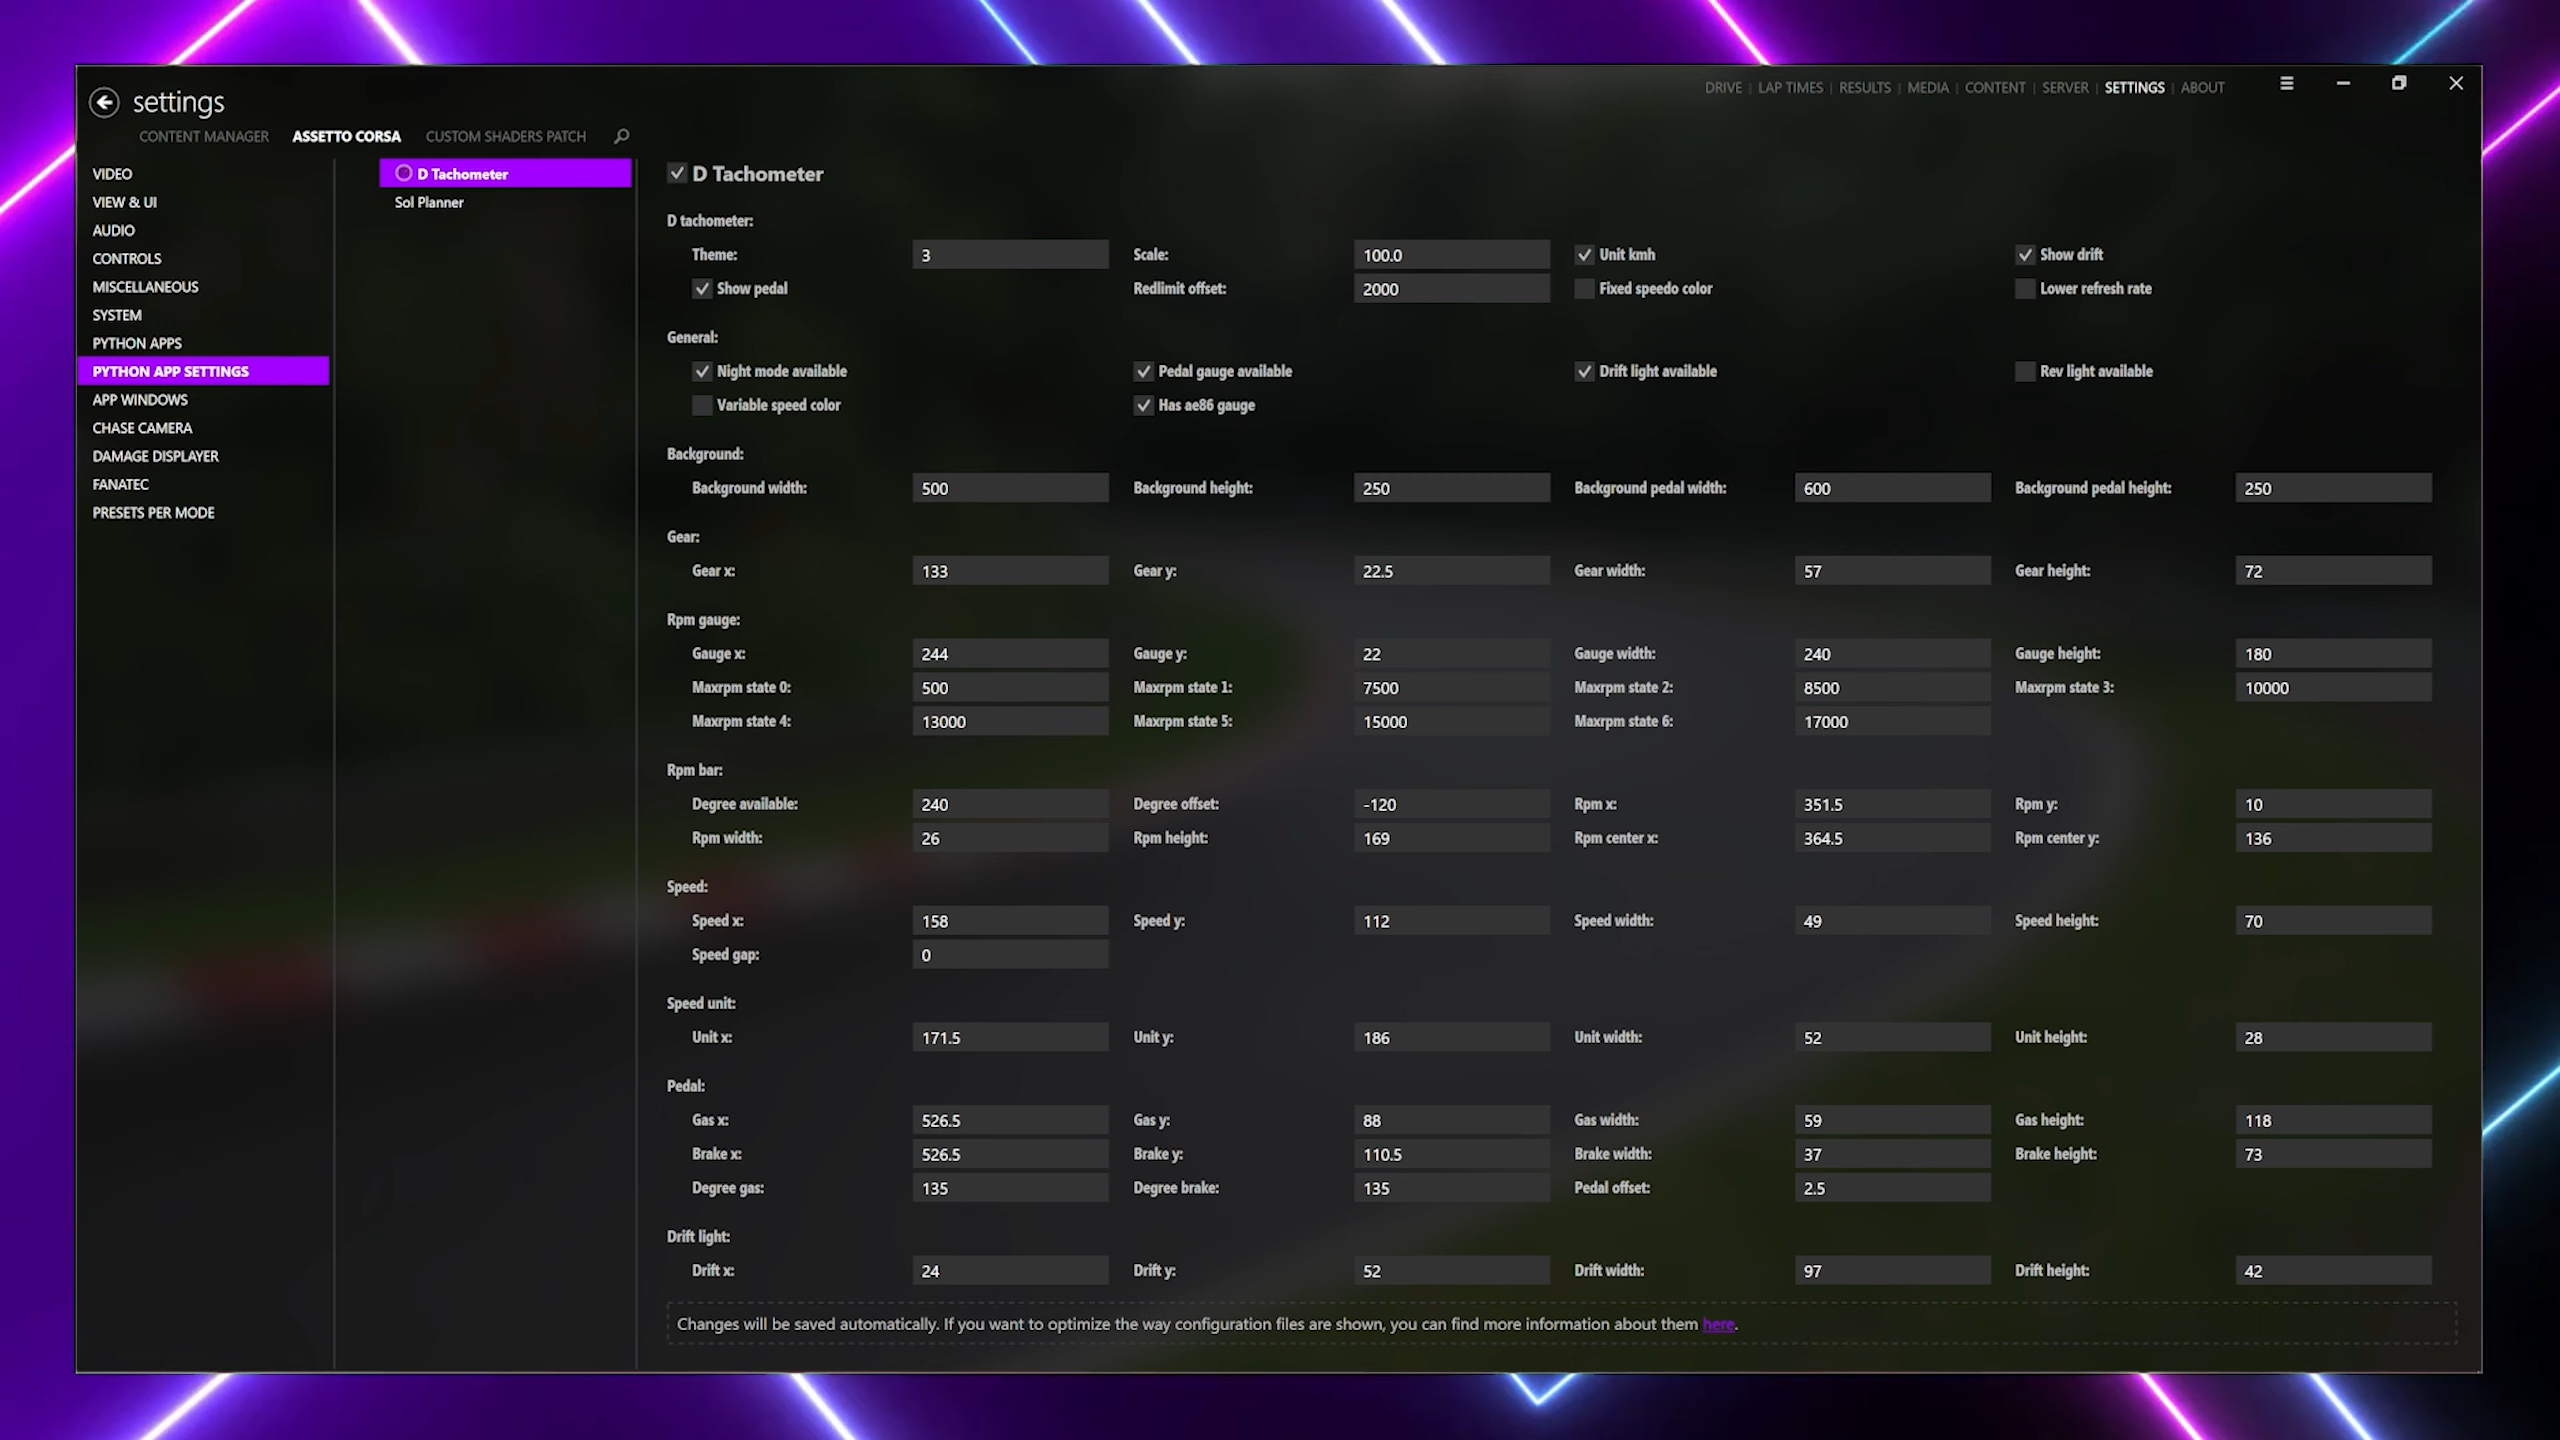 settings
DRIVE | LAP TIMES | RESULTS | MEDIA | CONTENT | SERVER | SETTINGS | ABOUT
CONTENT MANAGER ASSETTO CORSA CUSTOM SHADERS PATCH
VIDEO
VIEW & UI
AUDIO
CONTROLS
MISCELLANEOUS
SYSTEM
PYTHON APPS
PYTHON APP SETTINGS
APP WINDOWS
CHASE CAMERA
DAMAGE DISPLAYER
FANATEC
PRESETS PER MODE
D Tachometer
Sol Planner
D Tachometer
D tachometer:
Theme: 3 Scale: 100.0 Unit kmh Show drift
Show pedal Redlimit offset: 2000 Fixed speedo color Lower refresh rate
General:
Night mode available Pedal gauge available Drift light available Rev light available
Variable speed color Has ae86 gauge
Background:
Background width: 500 Background height: 250 Background pedal width: 600 Background pedal height: 250
Gear:
Gear x: 133 Gear y: 22.5 Gear width: 57 Gear height: 72
Rpm gauge:
Gauge x: 244 Gauge y: 22 Gauge width: 240 Gauge height: 180
Maxrpm state 0: 500 Maxrpm state 1: 7500 Maxrpm state 2: 8500 Maxrpm state 3: 10000
Maxrpm state 4: 13000 Maxrpm state 5: 15000 Maxrpm state 6: 17000
Rpm bar:
Degree available: 240 Degree offset: -120 Rpm x: 351.5 Rpm y: 10
Rpm width: 26 Rpm height: 169 Rpm center x: 364.5 Rpm center y: 136
Speed:
Speed x: 158 Speed y: 112 Speed width: 49 Speed height: 70
Speed gap: 0
Speed unit:
Unit x: 171.5 Unit y: 186 Unit width: 52 Unit height: 28
Pedal:
Gas x: 526.5 Gas y: 88 Gas width: 59 Gas height: 118
Brake x: 526.5 Brake y: 110.5 Brake width: 37 Brake height: 73
Degree gas: 135 Degree brake: 135 Pedal offset: 2.5
Drift light:
Drift x: 24 Drift y: 52 Drift width: 97 Drift height: 42
Changes will be saved automatically. If you want to optimize the way configuration files are shown, you can find more information about them here.